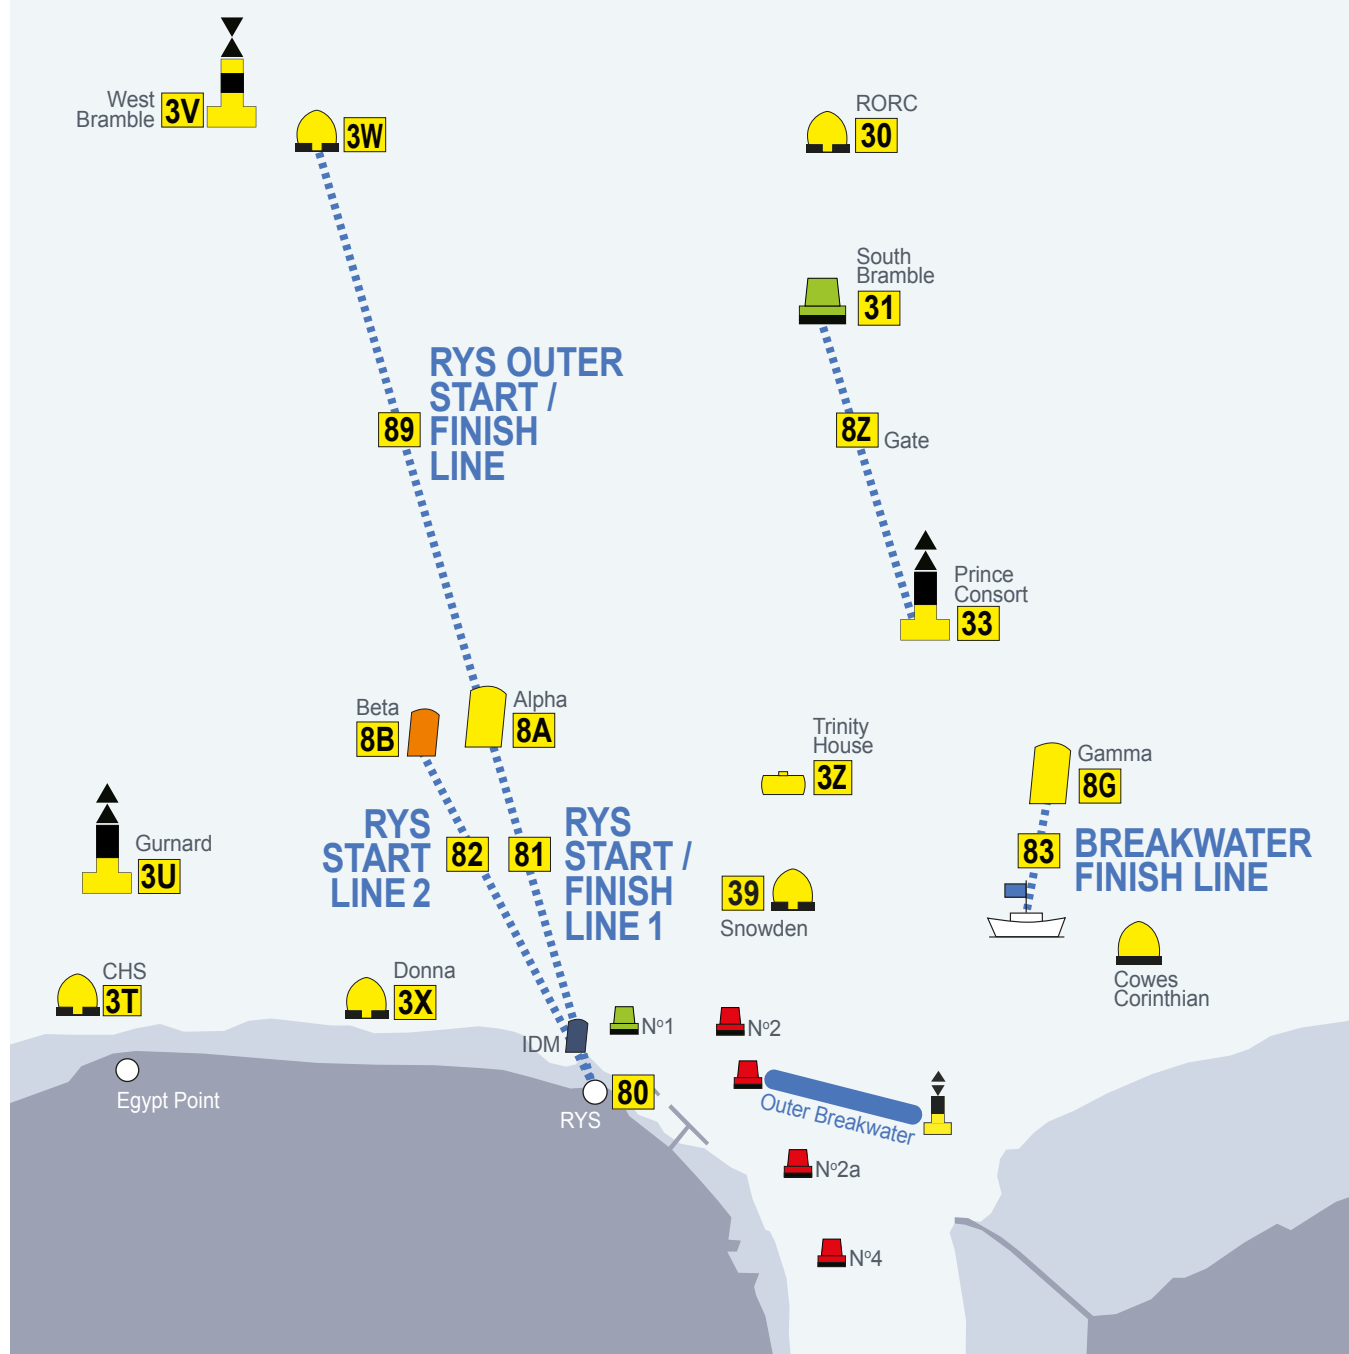 West
Bramble
3V
3W
RORC
30
South
Bramble
31
RYS OUTER
START /
FINISH
LINE
89
8Z
Gate
Prince
Consort
33
Beta
8B
Alpha
8A
Trinity
House
3Z
Gamma
8G
Gurnard
3U
RYS
START
LINE 2
82
81
RYS
START /
FINISH
LINE 1
83
BREAKWATER
FINISH LINE
39
Snowden
CHS
3T
Donna
3X
Cowes
Corinthian
IDM
Nº1
Nº2
Egypt Point
80
RYS
Outer Breakwater
Nº2a
Nº4